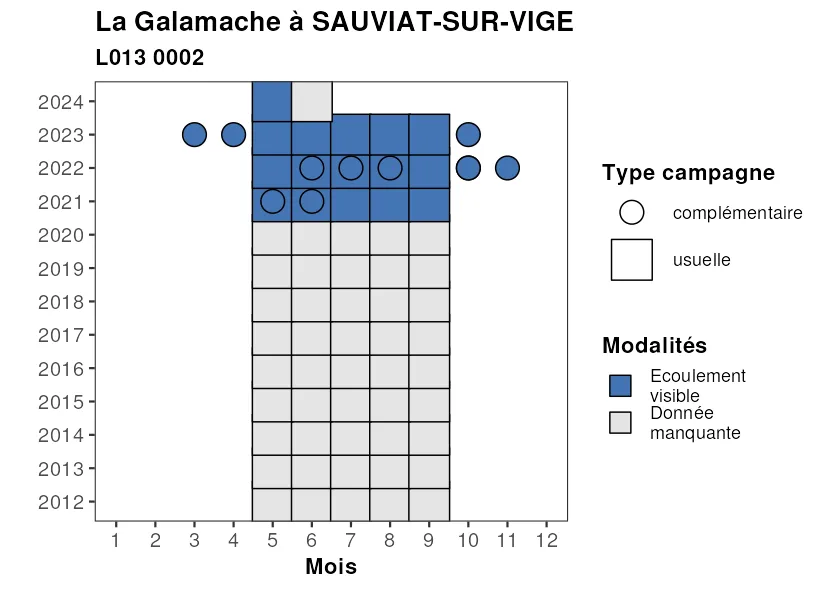 La Galamache à SAUVIAT-SUR-VIGE
L013 0002
2024
2023
2022
2021
2020
2019
2018
2017
2016
2015
2014
2013
2012
1 2 3 4 5 6 7 8 9 10 11 12
Mois
Type campagne
complémentaire
usuelle
Modalités
Ecoulement
visible
Donnée
manquante